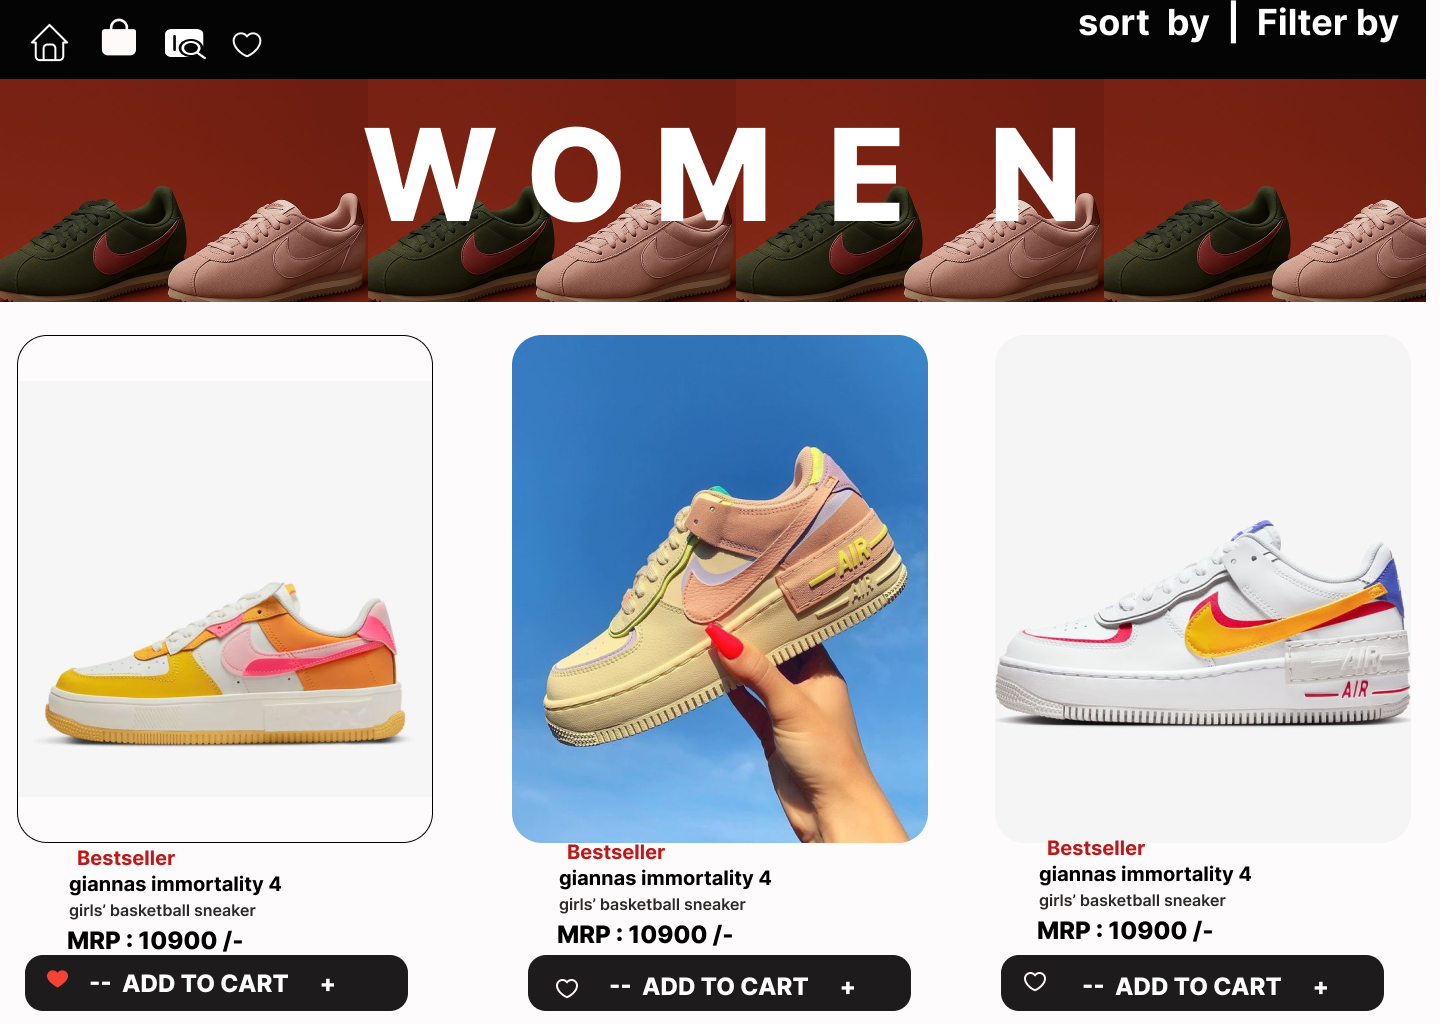 sort by | Filter by
WOMEN
AIR
AIR
AIR
AIR
Bestseller
giannas immortality 4
girls’ basketball sneaker
MRP : 10900 /-
-- ADD TO CART +
Bestseller
giannas immortality 4
girls’ basketball sneaker
MRP : 10900 /-
-- ADD TO CART +
Bestseller
giannas immortality 4
girls’ basketball sneaker
MRP : 10900 /-
-- ADD TO CART +